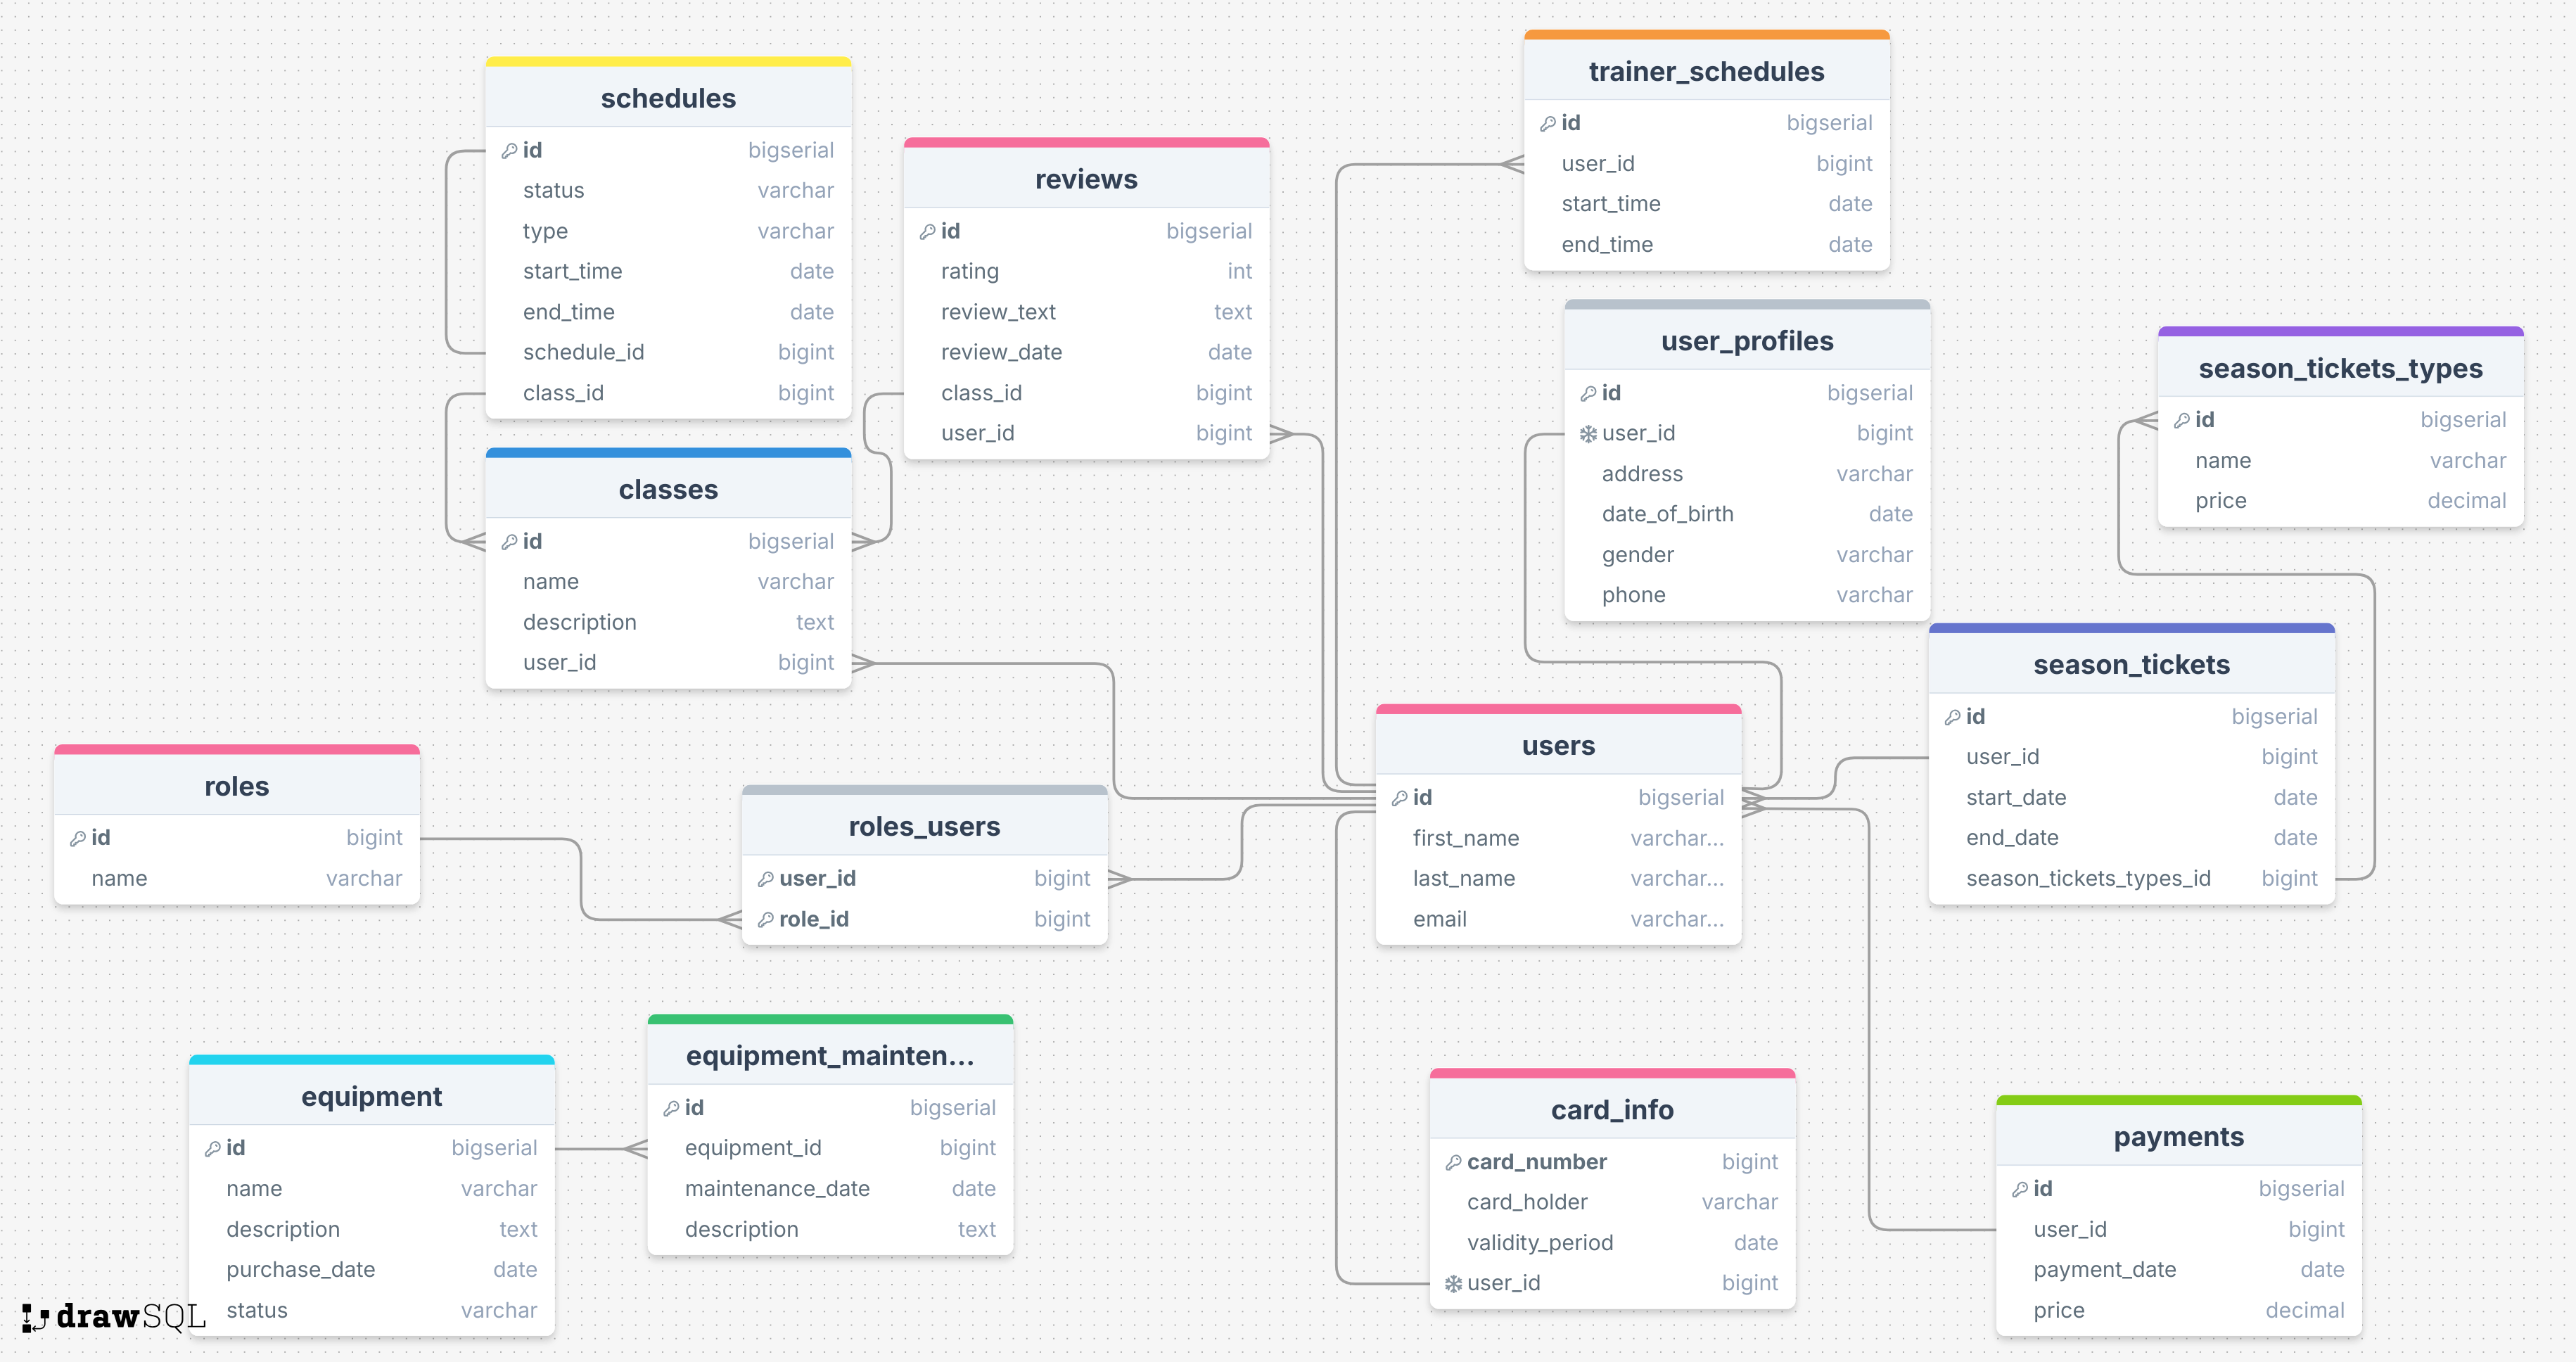 schedules
id bigserial
status varchar
type varchar
start_time date
end_time date
schedule_id bigint
class_id bigint
reviews
id bigserial
rating int
review_text text
review_date date
class_id bigint
user_id bigint
trainer_schedules
id bigserial
user_id bigint
start_time date
end_time date
user_profiles
id bigserial
user_id bigint
address varchar
date_of_birth date
gender varchar
phone varchar
season_tickets_types
id bigserial
name varchar
price decimal
classes
id bigserial
name varchar
description text
user_id bigint
season_tickets
id bigserial
user_id bigint
start_date date
end_date date
season_tickets_types_id bigint
users
id bigserial
first_name varchar...
last_name varchar...
email varchar...
roles
id bigint
name varchar
roles_users
user_id bigint
role_id bigint
equipment_mainten...
id bigserial
equipment_id bigint
maintenance_date date
description text
equipment
id bigserial
name varchar
description text
purchase_date date
status varchar
card_info
card_number bigint
card_holder varchar
validity_period date
user_id bigint
payments
id bigserial
user_id bigint
payment_date date
price decimal
drawSQL